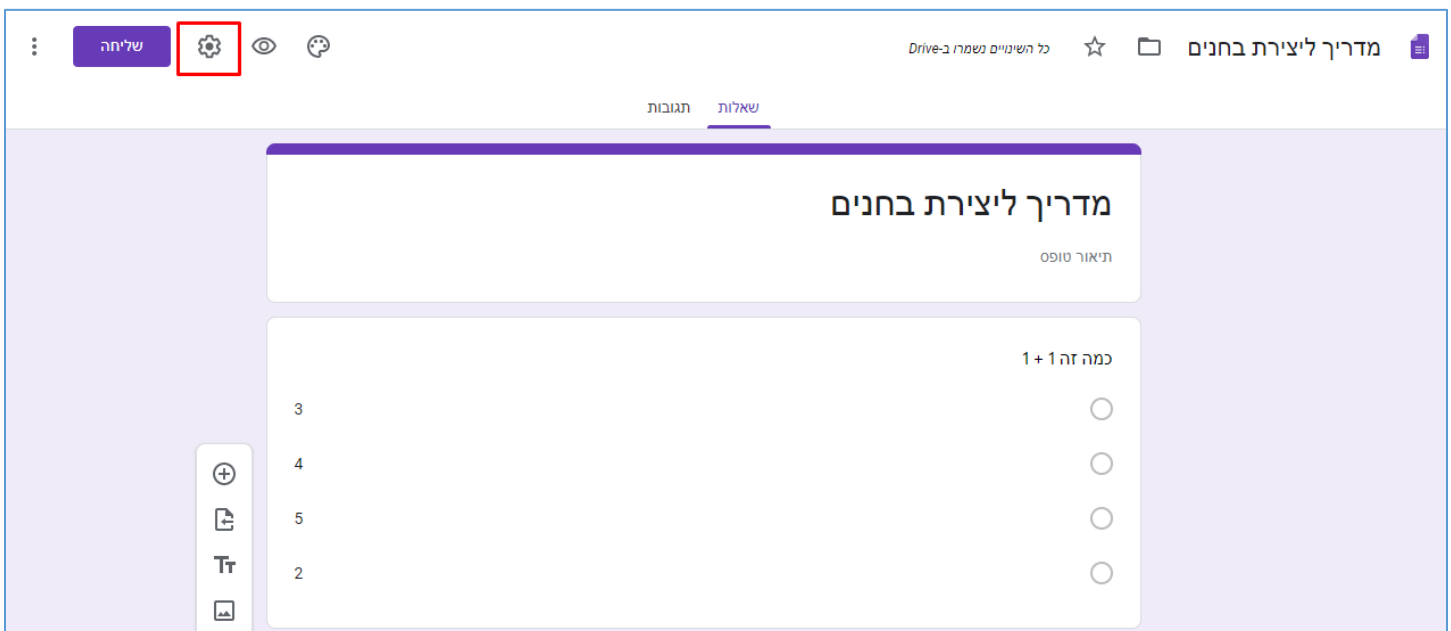 מדריך ליצירת בחנים
כל השינויים נשמרו ב-Drive
שליחה
שאלות
תגובות
מדריך ליצירת בחנים
תיאור טופס
כמה זה 1 + 1
3
4
5
2
Tт